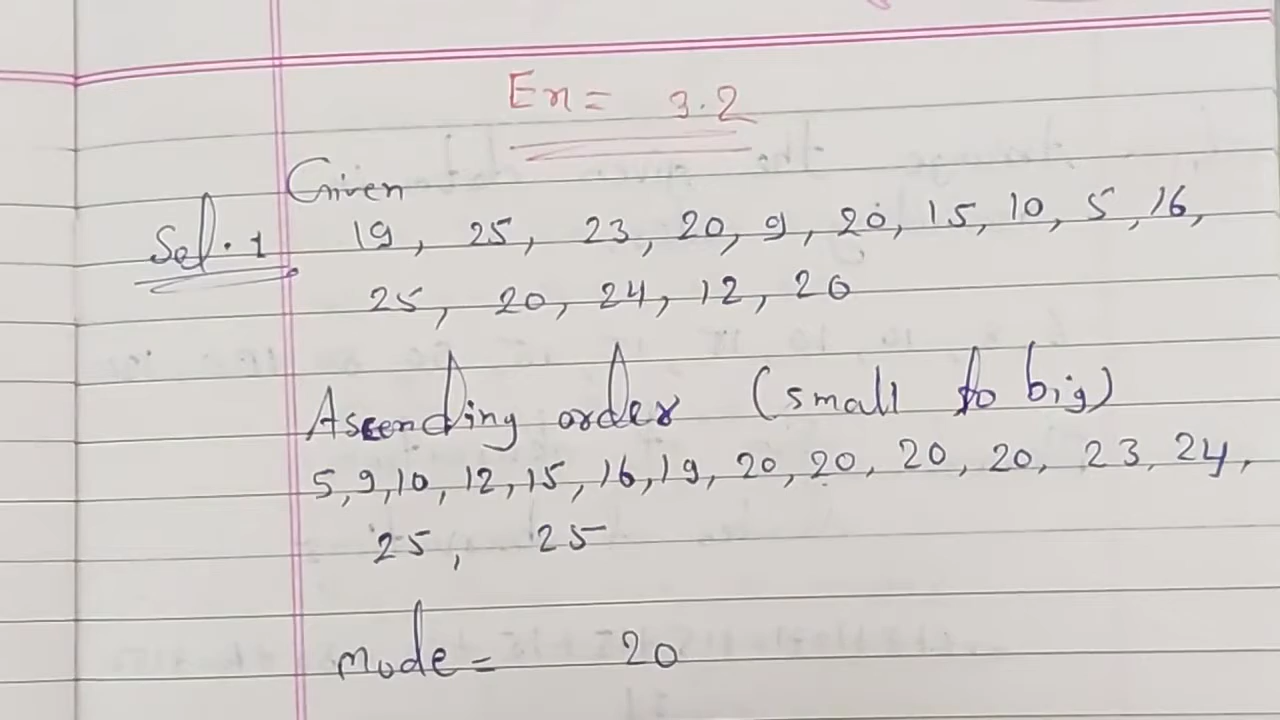 Ex = 3.2
Given
Sol.1 19, 25, 23, 20, 9, 20, 15, 10, 5, 16,
25, 20, 24, 12, 20
Ascending order (small to big)
5, 9, 10, 12, 15, 16, 19, 20, 20, 20, 20, 23, 24,
25, 25
mode = 20